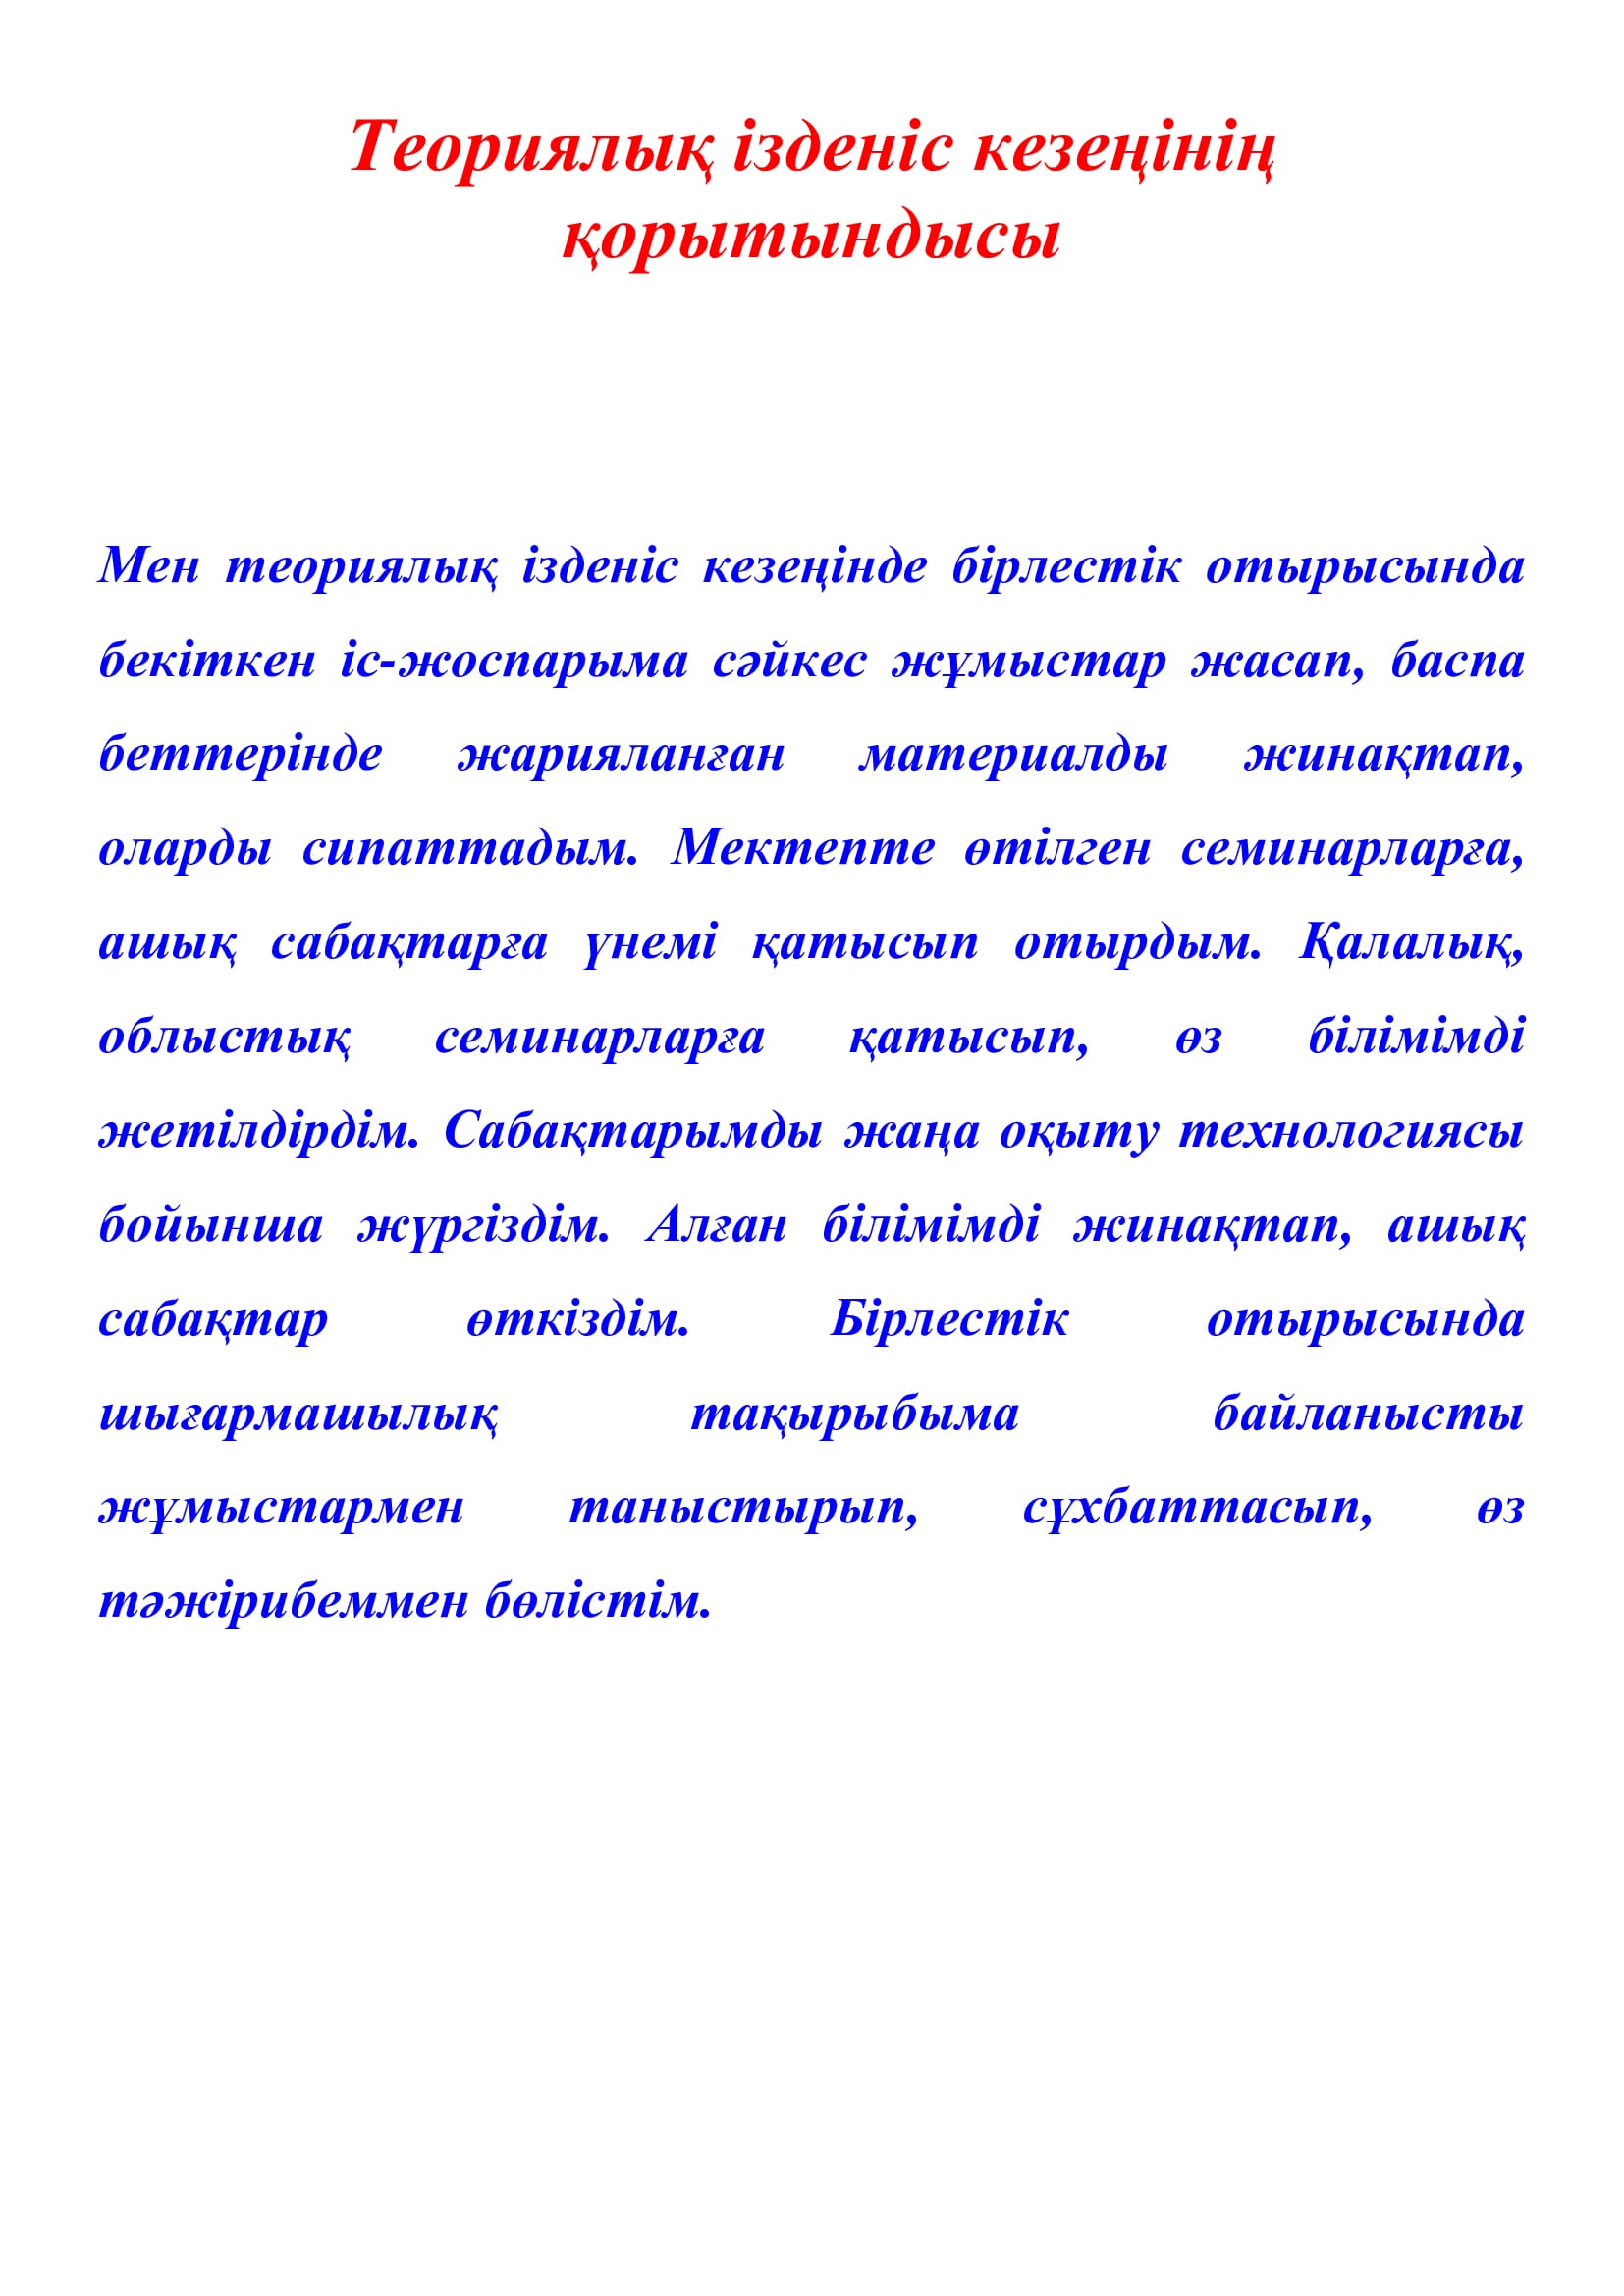 Теориялық ізденіс кезеңінің
қорытындысы
Мен теориялық ізденіс кезеңінде бірлестік отырысында
бекіткен іс-жоспарыма сәйкес жұмыстар жасап, баспа
беттерінде жарияланған материалды жинақтап,
оларды сипаттадым. Мектепте өтілген семинарларға,
ашық сабақтарға үнемі қатысып отырдым. Қалалық,
облыстық семинарларға қатысып, өз білімімді
жетілдірдім. Сабақтарымды жаңа оқыту технологиясы
бойынша жүргіздім. Алған білімімді жинақтап, ашық
сабақтар өткіздім. Бірлестік отырысында
шығармашылық тақырыбыма байланысты
жұмыстармен таныстырып, сұхбаттасып, өз
тәжірибеммен бөлістім.